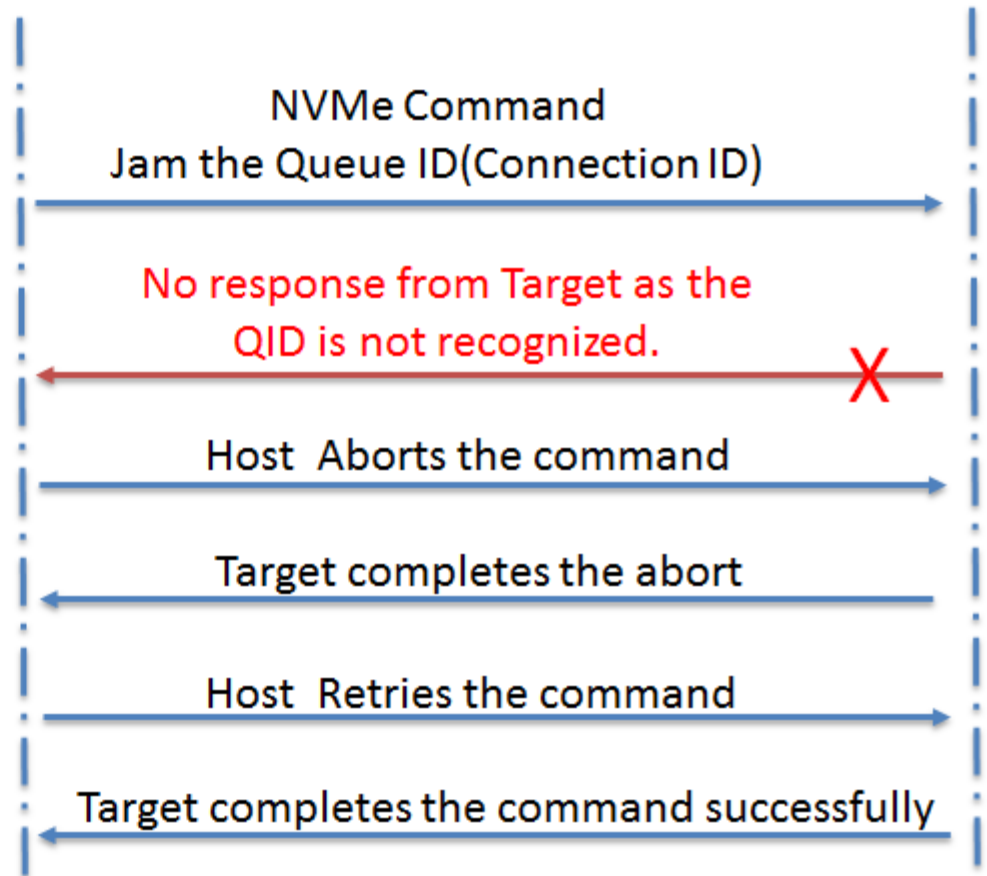 NVMe Command
Jam the Queue ID(Connection ID)
No response from Target as the
QID is not recognized.
X
Host  Aborts the command
Target completes the abort
Host  Retries the command
Target completes the command successfully